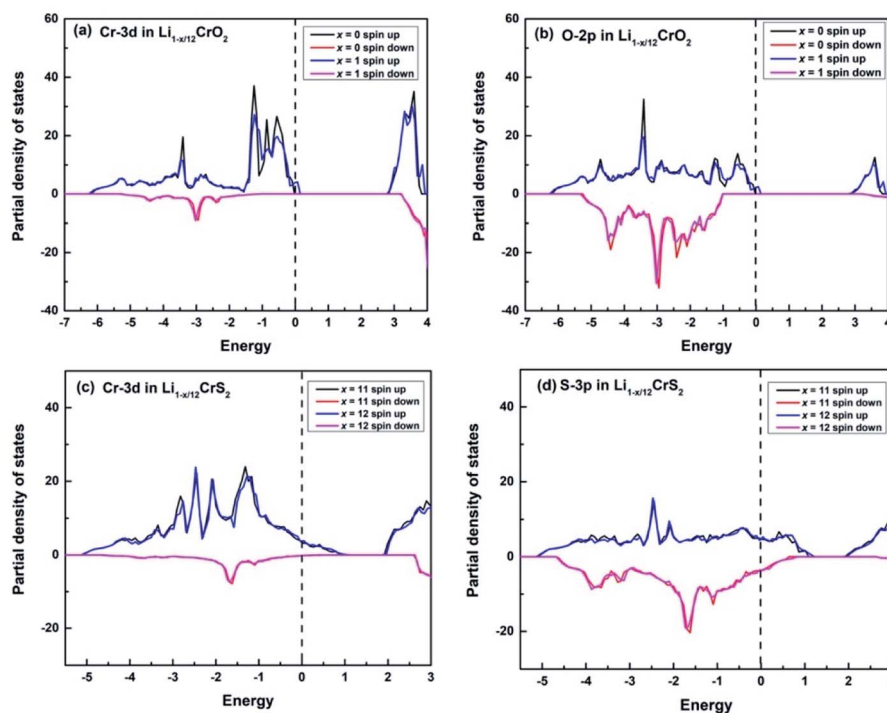 (a) Cr-3d in Li1-x/12CrO2
x = 0 spin up
x = 0 spin down
x = 1 spin up
x = 1 spin down
Partial density of states
60
40
20
0
-20
-40
-7 -6 -5 -4 -3 -2 -1 0 1 2 3 4
Energy
(b) O-2p in Li1-x/12CrO2
x = 0 spin up
x = 0 spin down
x = 1 spin up
x = 1 spin down
Partial density of states
60
40
20
0
-20
-40
-7 -6 -5 -4 -3 -2 -1 0 1 2 3 4
Energy
(c) Cr-3d in Li1-x/12CrS2
x = 11 spin up
x = 11 spin down
x = 12 spin up
x = 12 spin down
Partial density of states
40
20
0
-20
-5 -4 -3 -2 -1 0 1 2 3
Energy
(d) S-3p in Li1-x/12CrS2
x = 11 spin up
x = 11 spin down
x = 12 spin up
x = 12 spin down
Partial density of states
40
20
0
-20
-5 -4 -3 -2 -1 0 1 2 3
Energy